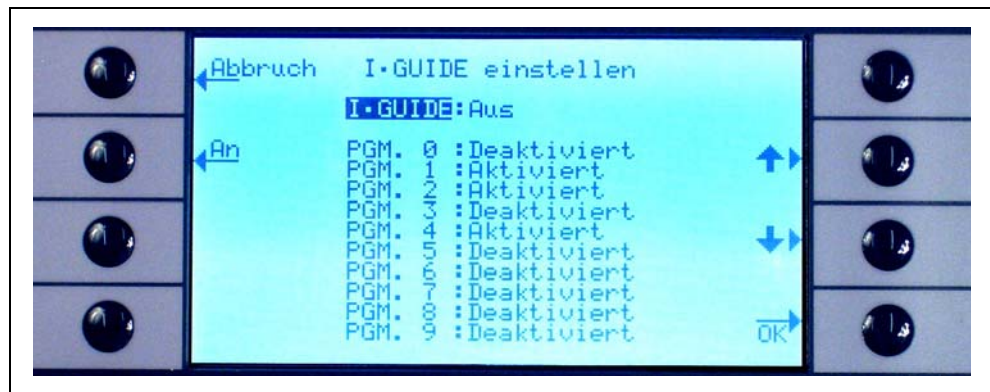 Abbruch I·GUIDE einstellen
I·GUIDE:Aus
An PGM. 0 :Deaktiviert
PGM. 1 :Aktiviert
PGM. 2 :Aktiviert
PGM. 3 :Deaktiviert
PGM. 4 :Aktiviert
PGM. 5 :Deaktiviert
PGM. 6 :Deaktiviert
PGM. 7 :Deaktiviert
PGM. 8 :Deaktiviert
PGM. 9 :Deaktiviert
OK